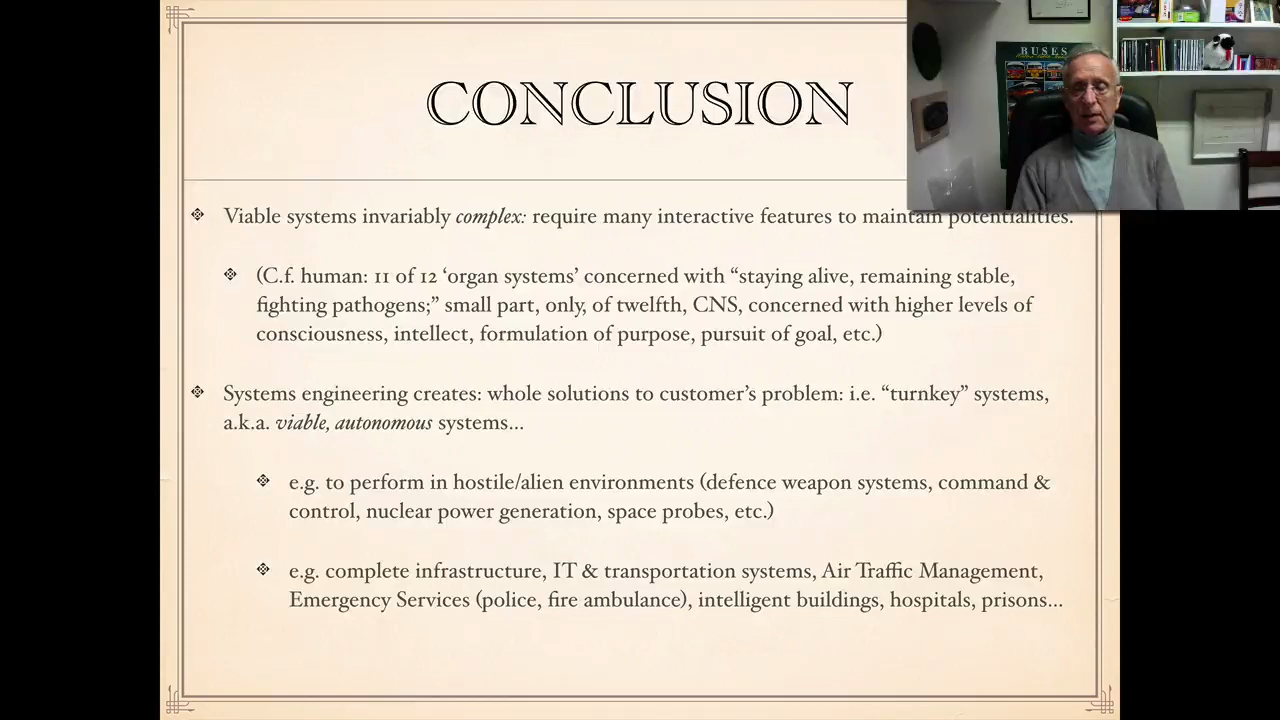 CONCLUSION
BUSES
Viable systems invariably complex: require many interactive features to maintain potentialities.
(C.f. human: 11 of 12 ‘organ systems’ concerned with “staying alive, remaining stable,
fighting pathogens;” small part, only, of twelfth, CNS, concerned with higher levels of
consciousness, intellect, formulation of purpose, pursuit of goal, etc.)
Systems engineering creates: whole solutions to customer’s problem: i.e. “turnkey” systems,
a.k.a. viable, autonomous systems...
e.g. to perform in hostile/alien environments (defence weapon systems, command &
control, nuclear power generation, space probes, etc.)
e.g. complete infrastructure, IT & transportation systems, Air Traffic Management,
Emergency Services (police, fire ambulance), intelligent buildings, hospitals, prisons...